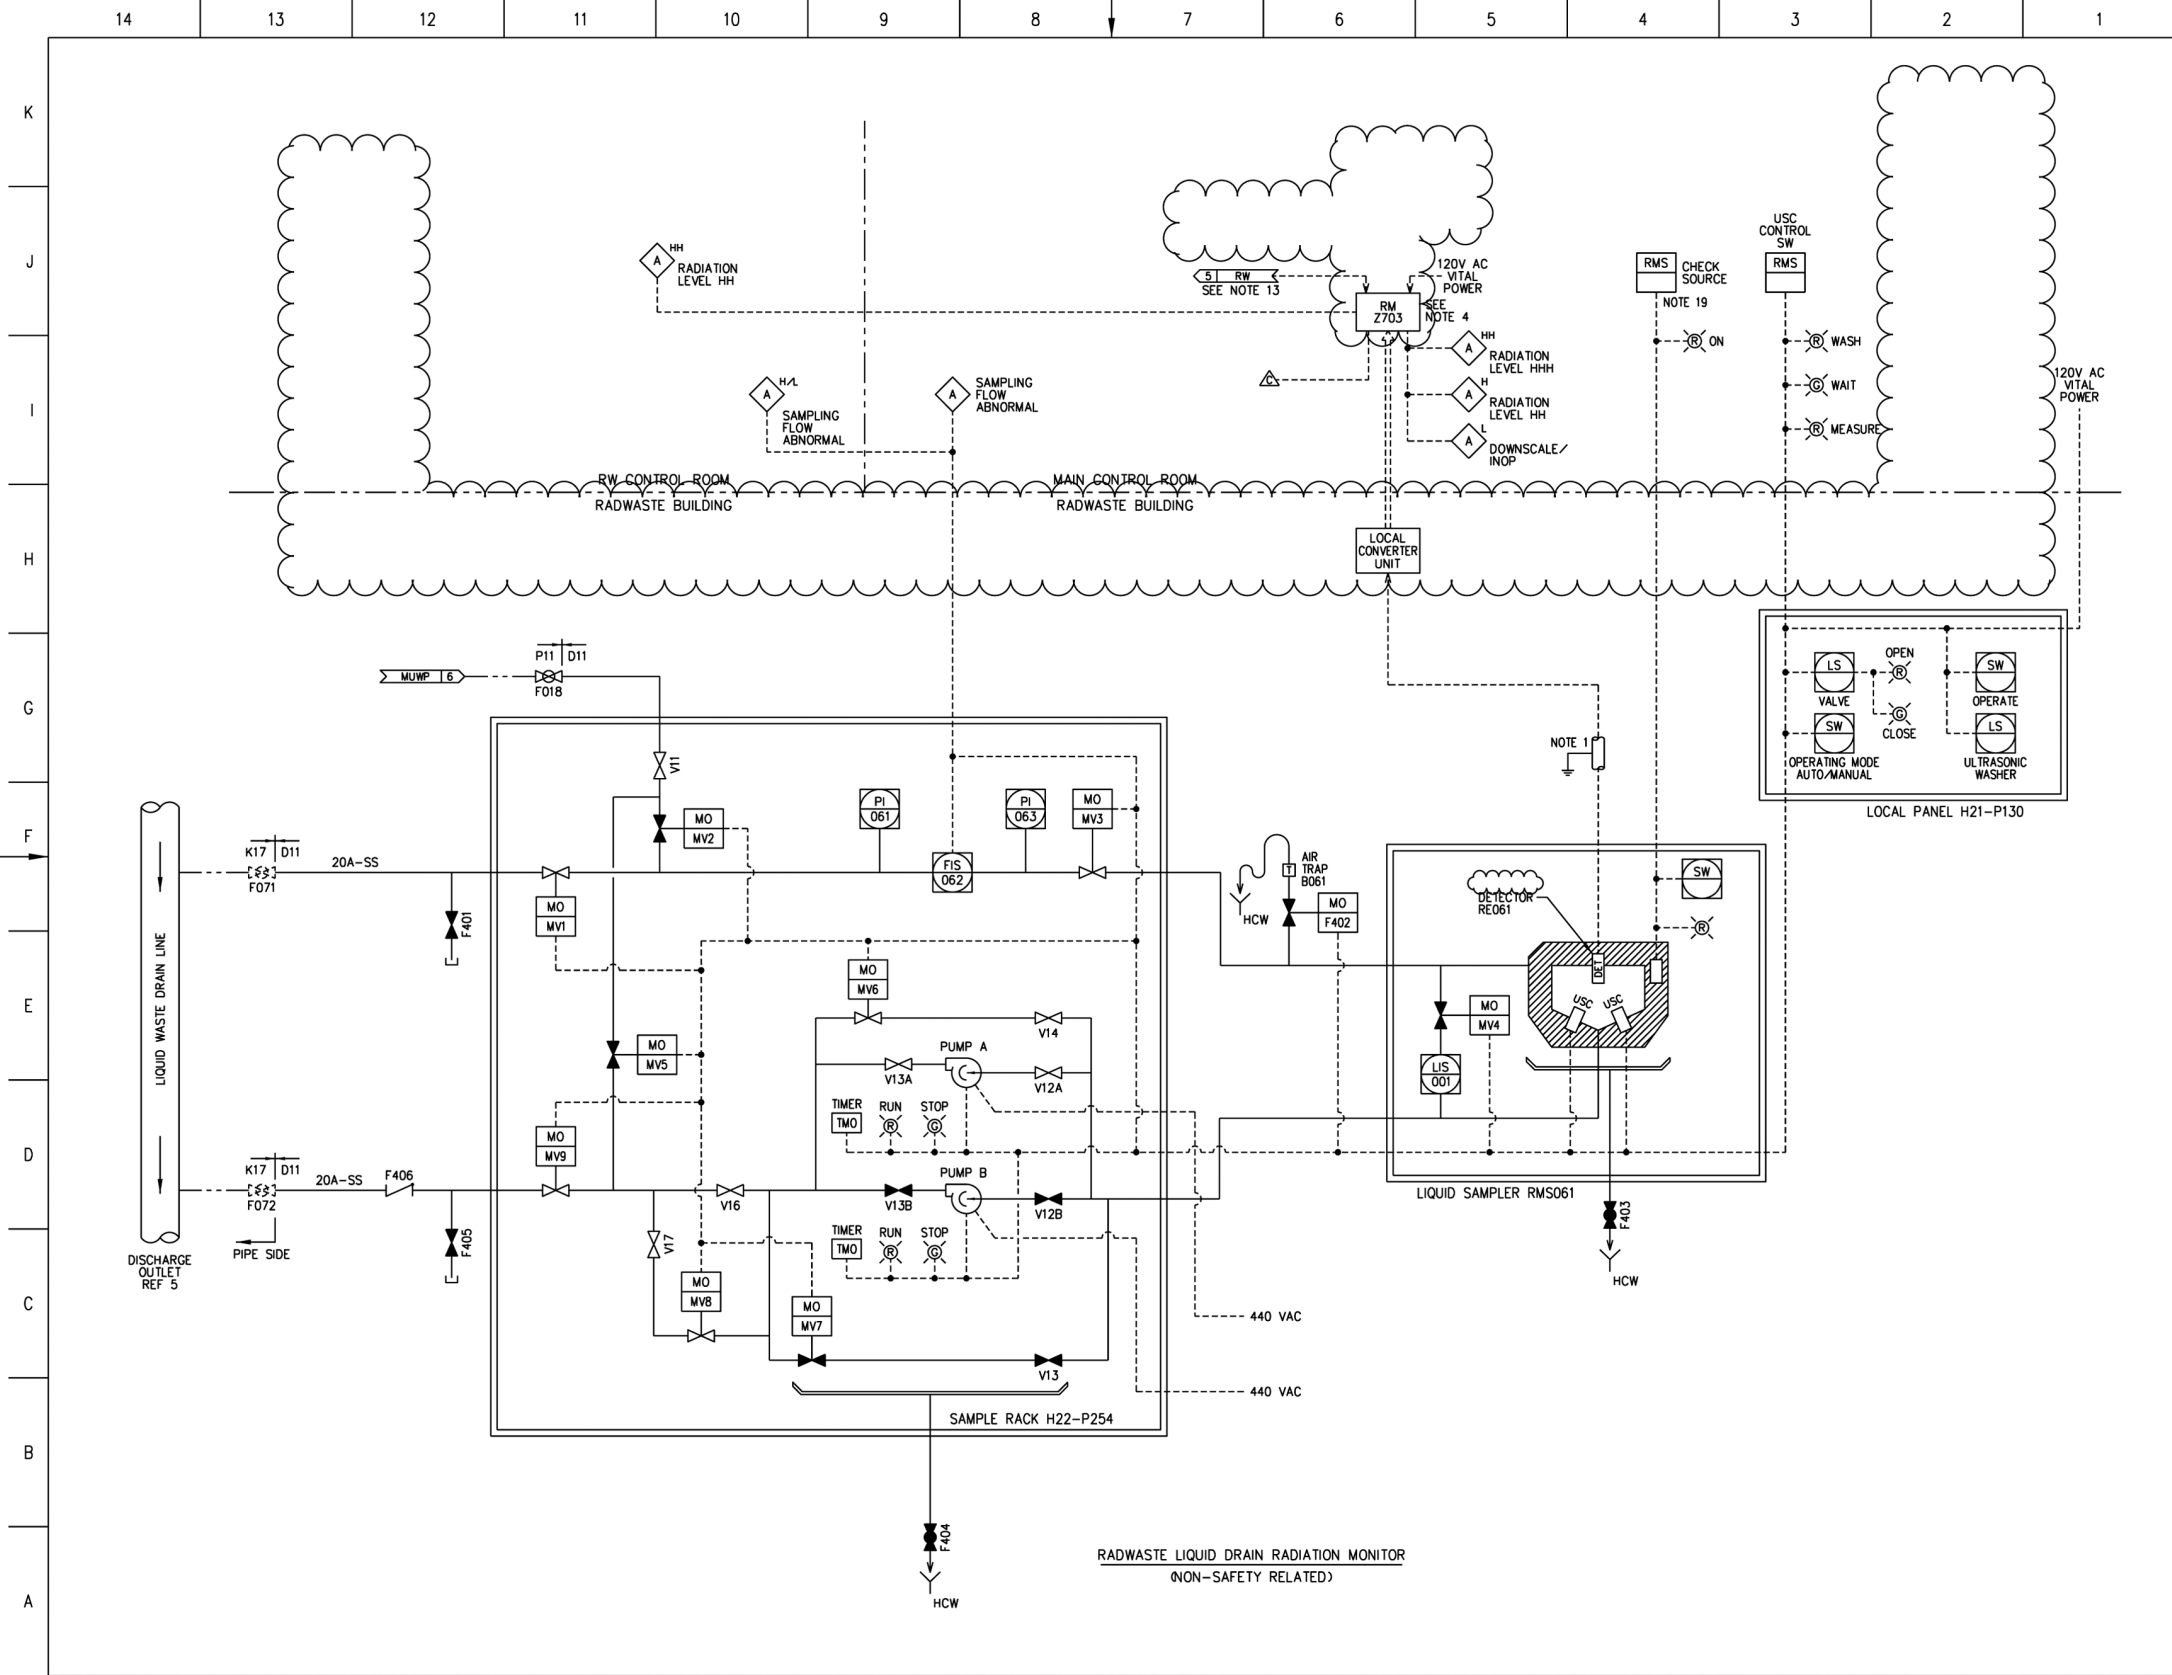 14 13 12 11 10 9 8 7 6 5 4 3 2 1
K
J
I
H
G
F
E
D
C
B
A
A
HH
RADIATION
LEVEL HH
5 RW
SEE NOTE 13
120V AC
VITAL
POWER
RM
Z703
SEE
NOTE 4
RMS
CHECK
SOURCE
NOTE 19
R ON
USC
CONTROL
SW
RMS
R WASH
G WAIT
R MEASURE
120V AC
VITAL
POWER
A
H/L
SAMPLING
FLOW
ABNORMAL
A
SAMPLING
FLOW
ABNORMAL
C
A
HH
RADIATION
LEVEL HHH
A
H
RADIATION
LEVEL HH
A
L
DOWNSCALE/
INOP
RW CONTROL ROOM
RADWASTE BUILDING
MAIN CONTROL ROOM
RADWASTE BUILDING
LOCAL
CONVERTER
UNIT
P11 D11
MUWP 6
F018
V11
LS
VALVE
OPEN
R
G
CLOSE
SW
OPERATE
SW
OPERATING MODE
AUTO/MANUAL
LS
ULTRASONIC
WASHER
LOCAL PANEL H21-P130
NOTE 1
MO
MV2
PI
061
PI
063
MO
MV3
K17 D11
F071
20A-SS
F401
MO
MV1
FIS
062
HCW
T
AIR
TRAP
B061
MO
F402
SW
DETECTOR
RE061
R
DET
USC
USC
LIQUID WASTE DRAIN LINE
MO
MV6
V14
MO
MV5
PUMP A
C
V13A
V12A
MO
MV4
LIS
001
TIMER
TMO
RUN
R
STOP
G
MO
MV9
K17 D11
F072
20A-SS
F406
F405
PIPE SIDE
V16
V17
V13B
PUMP B
C
V12B
LIQUID SAMPLER RMS061
F403
HCW
TIMER
TMO
RUN
R
STOP
G
DISCHARGE
OUTLET
REF 5
MO
MV8
MO
MV7
V13
440 VAC
440 VAC
SAMPLE RACK H22-P254
F404
HCW
RADWASTE LIQUID DRAIN RADIATION MONITOR
(NON-SAFETY RELATED)